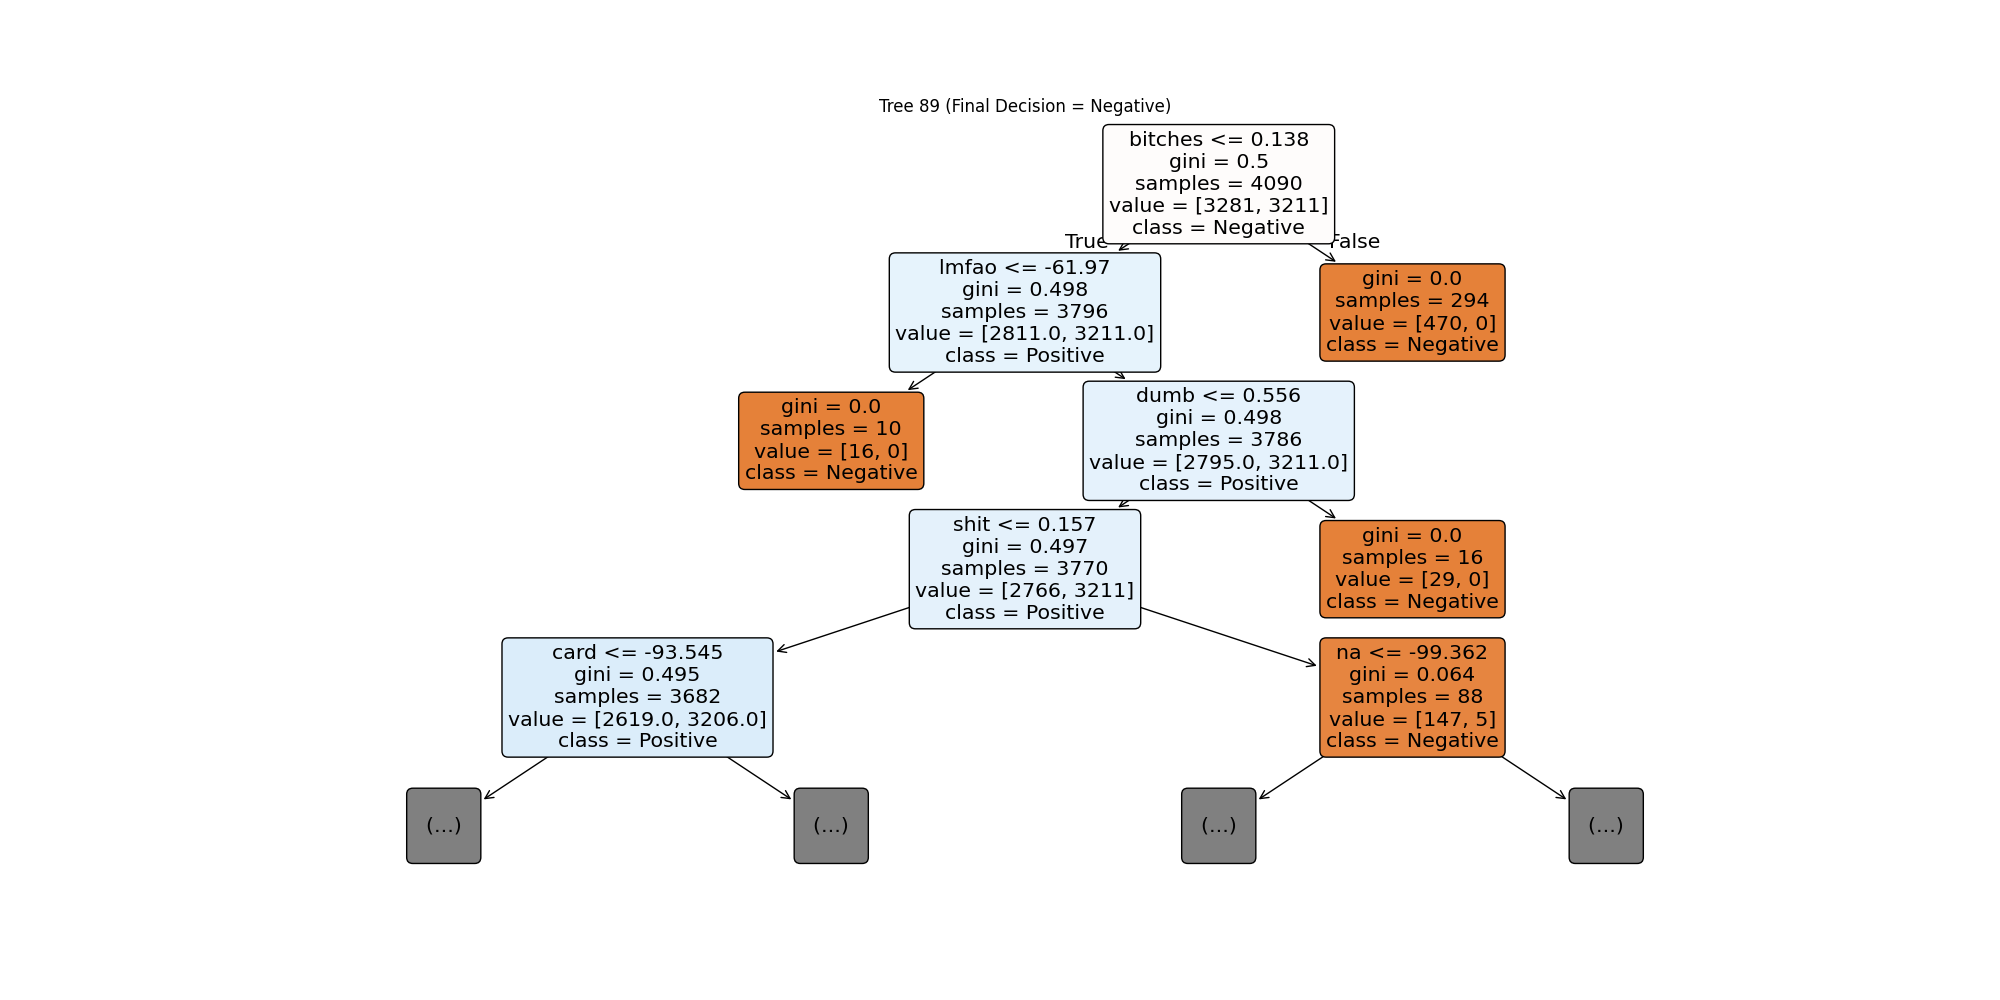 Tree 89 (Final Decision = Negative)
bitches <= 0.138
gini = 0.5
samples = 4090
value = [3281, 3211]
class = Negative
True
False
lmfao <= -61.97
gini = 0.498
samples = 3796
value = [2811.0, 3211.0]
class = Positive
gini = 0.0
samples = 294
value = [470, 0]
class = Negative
gini = 0.0
samples = 10
value = [16, 0]
class = Negative
dumb <= 0.556
gini = 0.498
samples = 3786
value = [2795.0, 3211.0]
class = Positive
shit <= 0.157
gini = 0.497
samples = 3770
value = [2766, 3211]
class = Positive
gini = 0.0
samples = 16
value = [29, 0]
class = Negative
card <= -93.545
gini = 0.495
samples = 3682
value = [2619.0, 3206.0]
class = Positive
na <= -99.362
gini = 0.064
samples = 88
value = [147, 5]
class = Negative
(...)
(...)
(...)
(...)